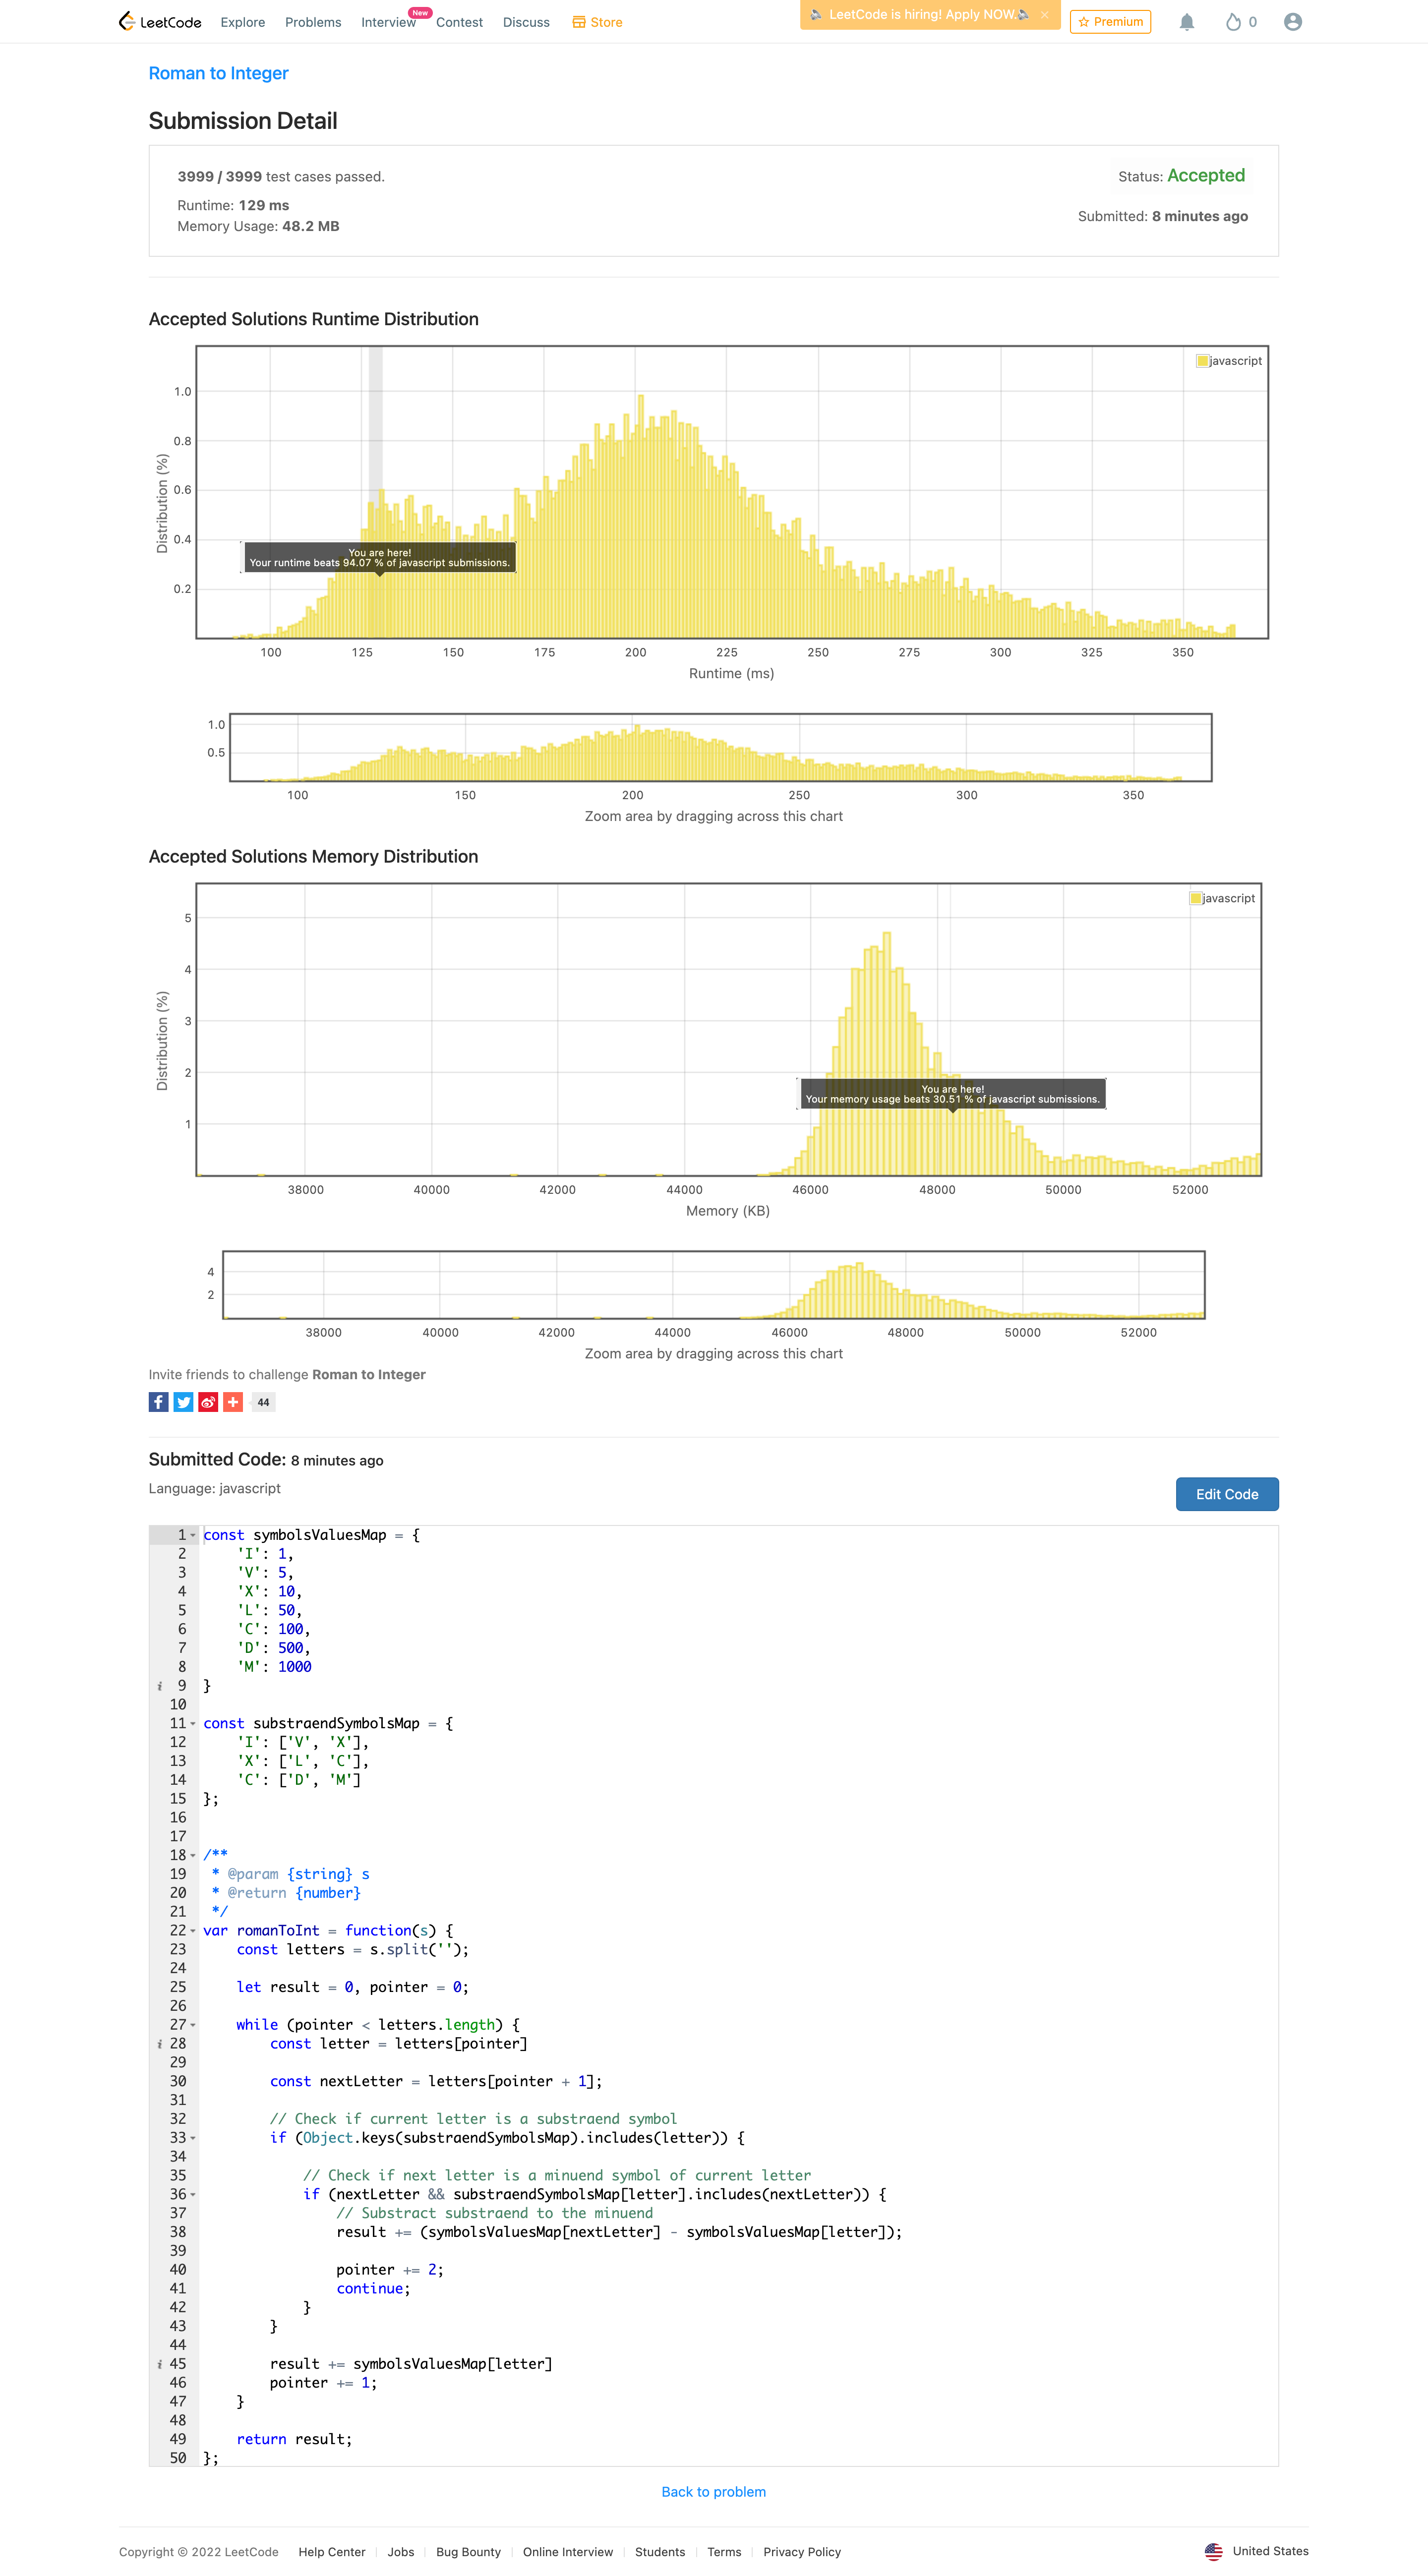 LeetCode Explore Problems Interview New Contest Discuss Store LeetCode is hiring! Apply NOW. × Premium 0
Roman to Integer
Submission Detail
3999 / 3999 test cases passed. Status: Accepted
Runtime: 129 ms
Submitted: 8 minutes ago
Memory Usage: 48.2 MB
Accepted Solutions Runtime Distribution
javascript
1.0
0.8
0.6
0.4
0.2
Distribution (%)
You are here!
Your runtime beats 94.07 % of javascript submissions.
100 125 150 175 200 225 250 275 300 325 350
Runtime (ms)
1.0
0.5
100 150 200 250 300 350
Zoom area by dragging across this chart
Accepted Solutions Memory Distribution
javascript
5
4
3
2
1
Distribution (%)
You are here!
Your memory usage beats 30.51 % of javascript submissions.
38000 40000 42000 44000 46000 48000 50000 52000
Memory (KB)
4
2
38000 40000 42000 44000 46000 48000 50000 52000
Zoom area by dragging across this chart
Invite friends to challenge Roman to Integer
44
Submitted Code: 8 minutes ago
Language: javascript
Edit Code
1 const symbolsValuesMap = {
2     'I': 1,
3     'V': 5,
4     'X': 10,
5     'L': 50,
6     'C': 100,
7     'D': 500,
8     'M': 1000
i 9 }
10
11 const substraendSymbolsMap = {
12     'I': ['V', 'X'],
13     'X': ['L', 'C'],
14     'C': ['D', 'M']
15 };
16
17
18 /**
19  * @param {string} s
20  * @return {number}
21  */
22 var romanToInt = function(s) {
23     const letters = s.split('');
24
25     let result = 0, pointer = 0;
26
27     while (pointer < letters.length) {
i 28         const letter = letters[pointer]
29
30         const nextLetter = letters[pointer + 1];
31
32         // Check if current letter is a substraend symbol
33         if (Object.keys(substraendSymbolsMap).includes(letter)) {
34
35             // Check if next letter is a minuend symbol of current letter
36             if (nextLetter && substraendSymbolsMap[letter].includes(nextLetter)) {
37                 // Substract substraend to the minuend
38                 result += (symbolsValuesMap[nextLetter] - symbolsValuesMap[letter]);
39
40                 pointer += 2;
41                 continue;
42             }
43         }
44
i 45         result += symbolsValuesMap[letter]
46         pointer += 1;
47     }
48
49     return result;
50 };
Back to problem
Copyright © 2022 LeetCode Help Center | Jobs | Bug Bounty | Online Interview | Students | Terms | Privacy Policy United States